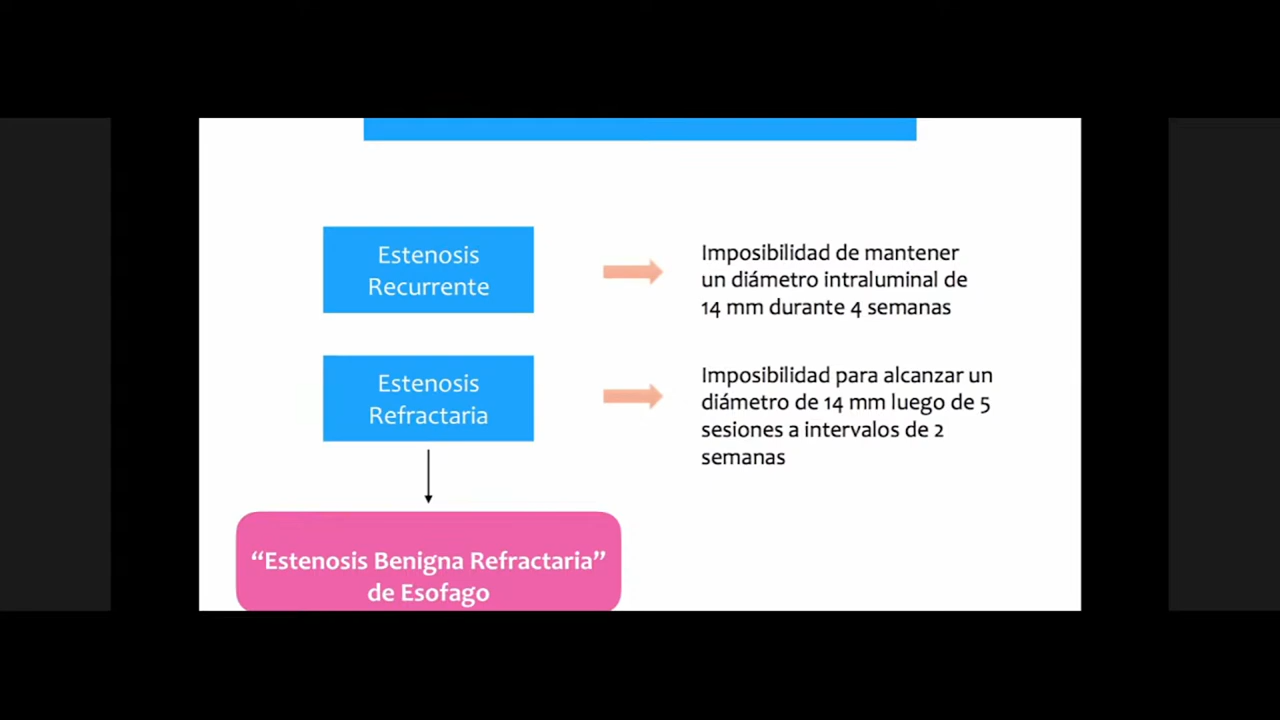 Estenosis
Recurrente
Imposibilidad de mantener
un diámetro intraluminal de
14 mm durante 4 semanas
Estenosis
Refractaria
Imposibilidad para alcanzar un
diámetro de 14 mm luego de 5
sesiones a intervalos de 2
semanas
“Estenosis Benigna Refractaria”
de Esofago